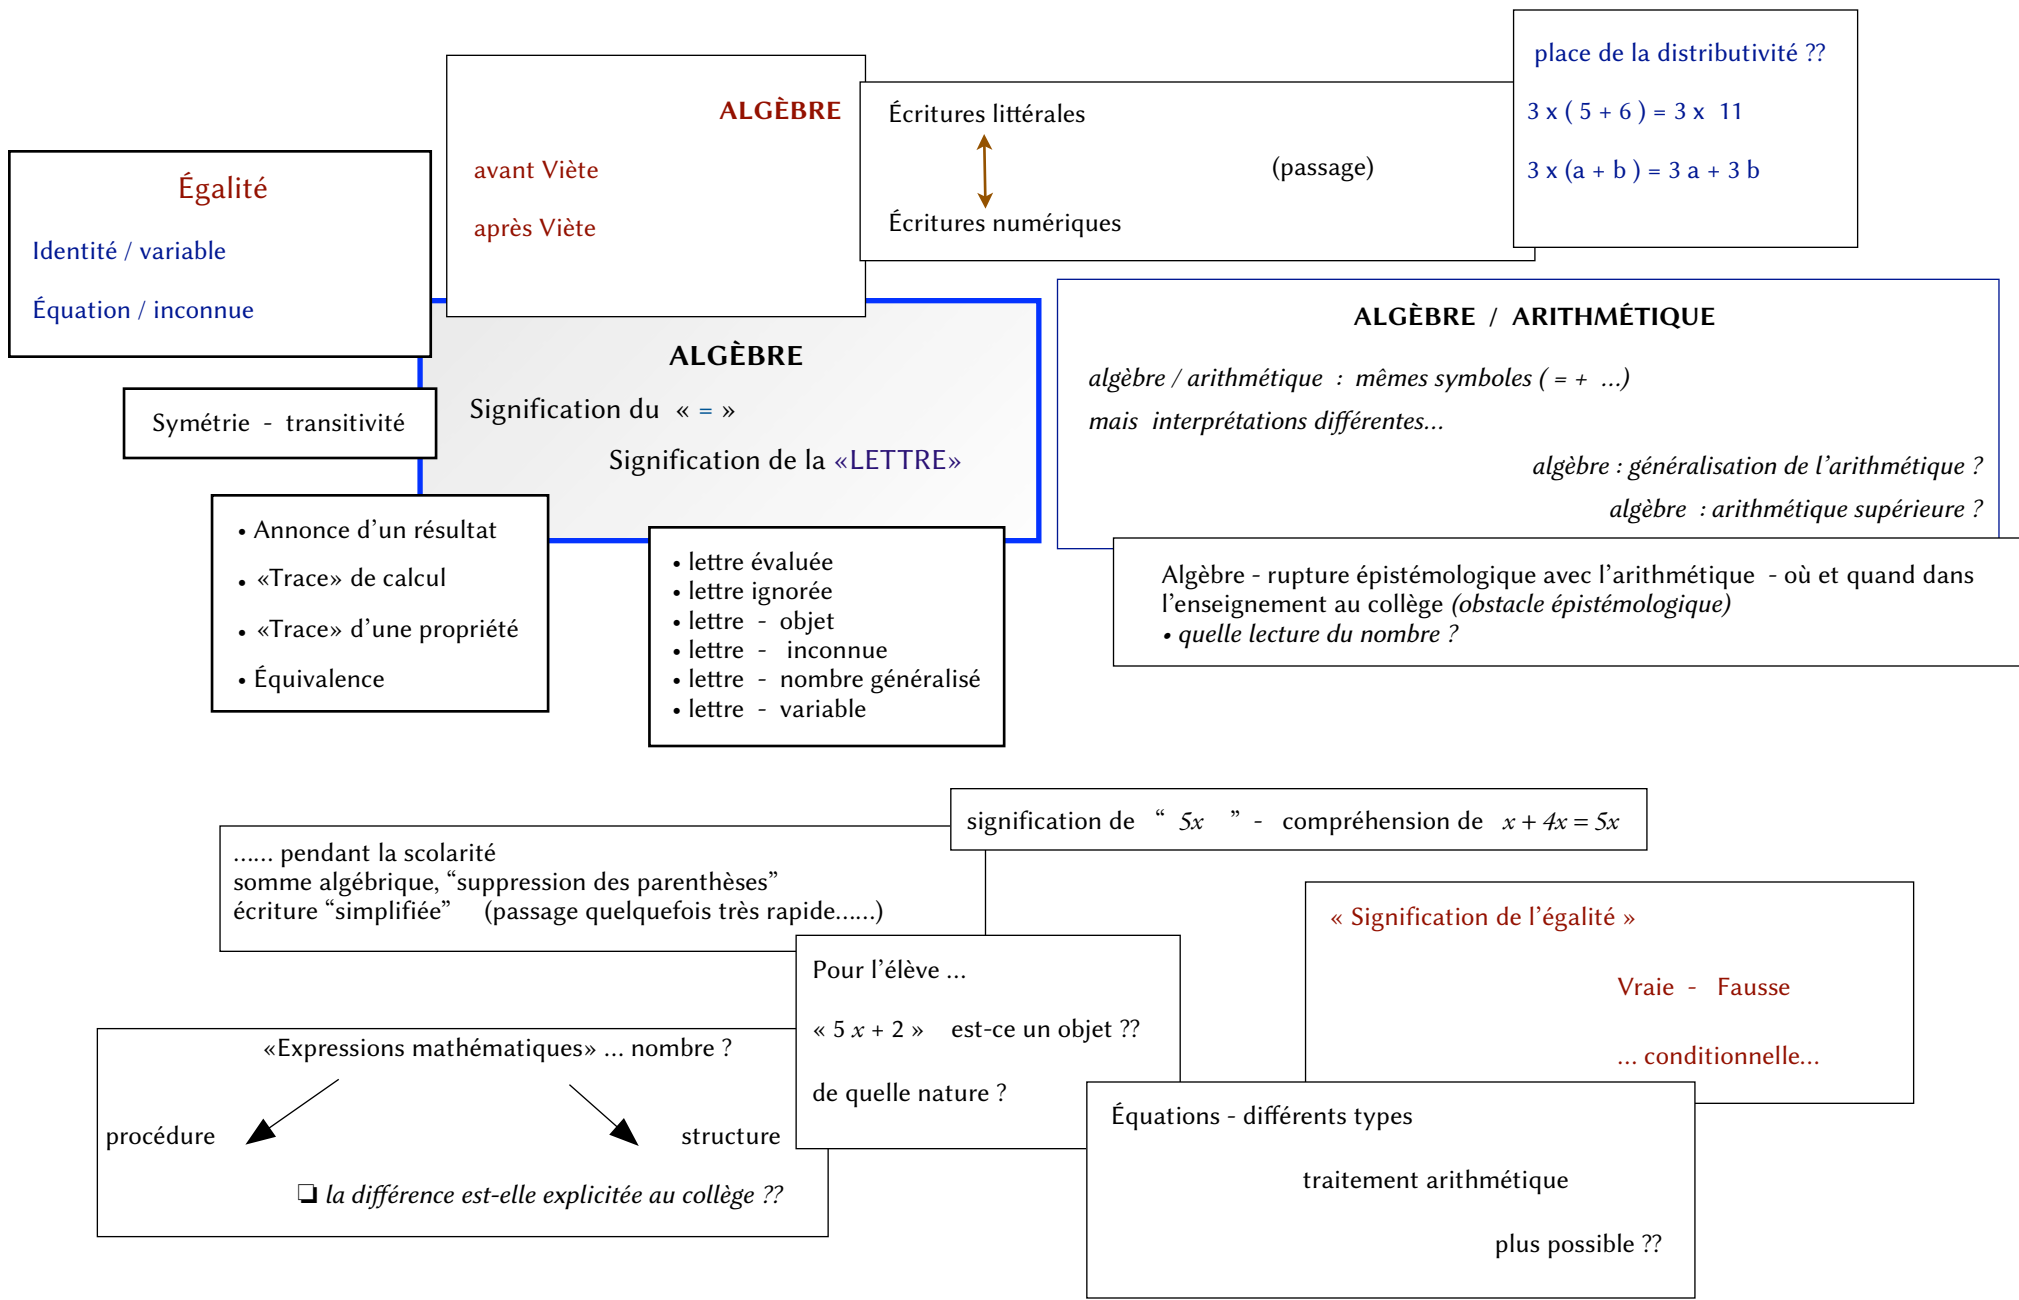 place de la distributivité ??
3 x ( 5 + 6 ) = 3 x 11
3 x (a + b ) = 3 a + 3 b
ALGÈBRE
avant Viète
après Viète
Écritures littérales
(passage)
Écritures numériques
Égalité
Identité / variable
Équation / inconnue
ALGÈBRE
Signification du « = »
Signification de la «LETTRE»
Symétrie - transitivité
ALGÈBRE / ARITHMÉTIQUE
algèbre / arithmétique : mêmes symboles ( = + ...)
mais interprétations différentes...
algèbre : généralisation de l'arithmétique ?
algèbre : arithmétique supérieure ?
• Annonce d'un résultat
• «Trace» de calcul
• «Trace» d'une propriété
• Équivalence
• lettre évaluée
• lettre ignorée
• lettre - objet
• lettre - inconnue
• lettre - nombre généralisé
• lettre - variable
Algèbre - rupture épistémologique avec l'arithmétique - où et quand dans
l'enseignement au collège (obstacle épistémologique)
• quelle lecture du nombre ?
signification de “ 5x ” - compréhension de x + 4x = 5x
...... pendant la scolarité
somme algébrique, “suppression des parenthèses”
écriture “simplifiée” (passage quelquefois très rapide......)
« Signification de l'égalité »
Vraie - Fausse
... conditionnelle...
Pour l'élève ...
« 5 x + 2 » est-ce un objet ??
de quelle nature ?
«Expressions mathématiques» ... nombre ?
procédure
structure
❏ la différence est-elle explicitée au collège ??
Équations - différents types
traitement arithmétique
plus possible ??